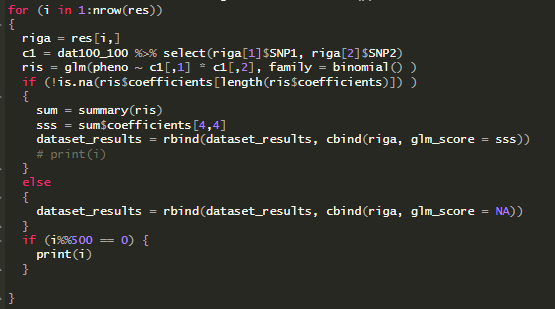 for (i in 1:nrow(res))
{
  riga = res[i,]
  c1 = dat100_100 %>% select(riga[1]$SNP1, riga[2]$SNP2)
  ris = glm(pheno ~ c1[,1] * c1[,2], family = binomial() )
  if (!is.na(ris$coefficients[length(ris$coefficients)]) )
  {
    sum = summary(ris)
    sss = sum$coefficients[4,4]
    dataset_results = rbind(dataset_results, cbind(riga, glm_score = sss))
    # print(i)
  }
  else
  {
    dataset_results = rbind(dataset_results, cbind(riga, glm_score = NA))
  }
  if (i%%500 == 0) {
    print(i)
  }
}